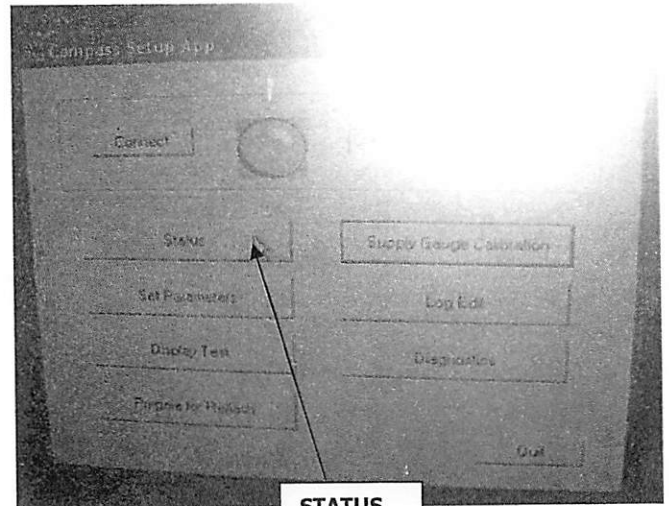 Compass Setup App
Connect
Status
Supply Gauge Calibration
Set Parameters
Log Edit
Display Test
Diagnostics
Prepare for Reflash
Quit
STATUS